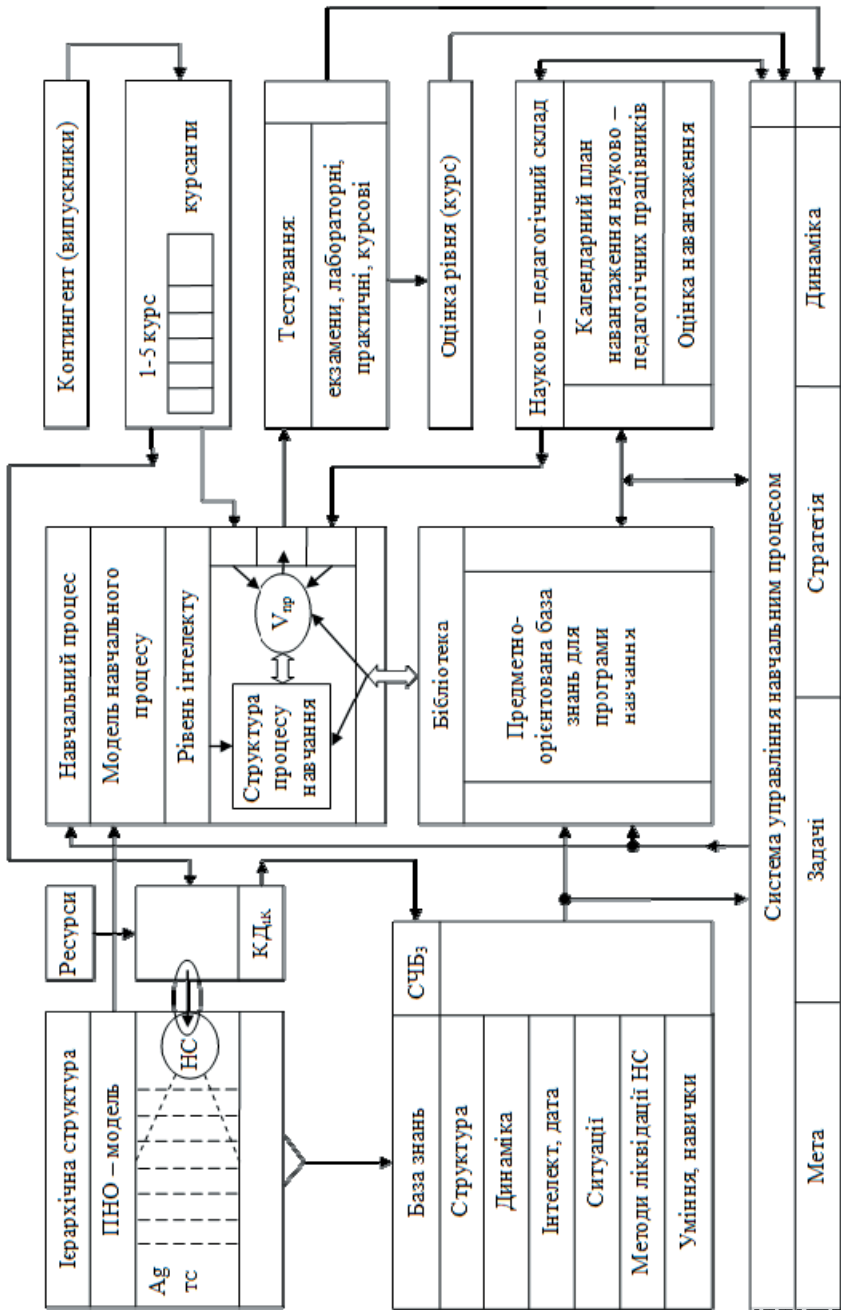 Ієрархічна структура
ПНО – модель
Ag
тс
НС
Ресурси
КДік
Навчальний процес
Модель навчального
процесу
Рівень інтелекту
Структура
процесу
навчання
Vпр
Контингент (випускники)
1-5 курс
курсанти
Тестування:
екзамени, лабораторні,
практичні, курсові
Оцінка рівня (курс)
База знань
СЧБ3
Структура
Динаміка
Інтелект, дата
Ситуації
Методи ліквідації НС
Уміння, навички
Бібліотека
Предметно-
орієнтована база
знань для
програми
навчання
Науково – педагогічний склад
Календарний план
навантаження науково –
педагогічних працівників
Оцінка навантаження
Система управління навчальним процесом
Мета
Задачі
Стратегія
Динаміка